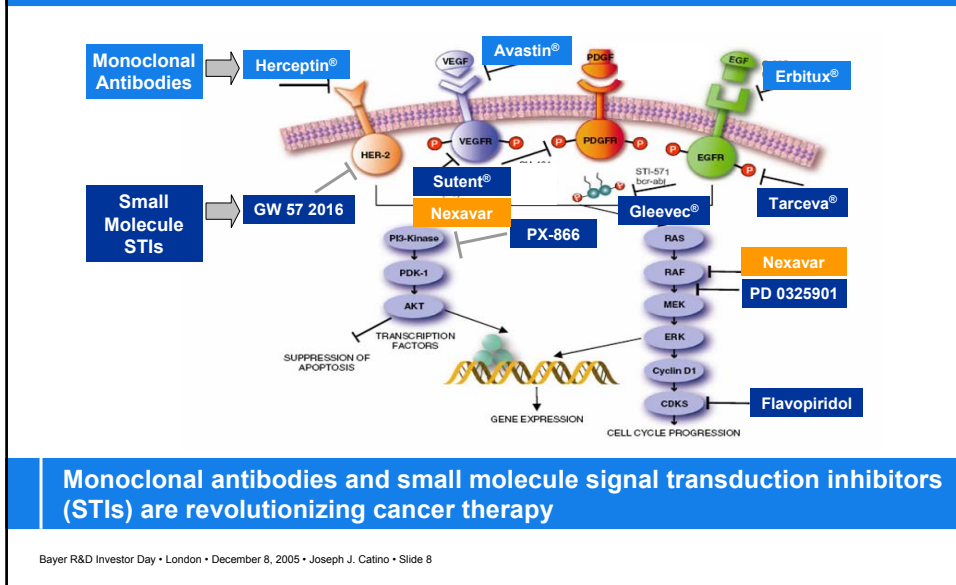 Monoclonal
Antibodies
Herceptin®
VEGF
Avastin®
PDGF
EGF
Erbitux®
HER-2
P
VEGFR
P
P
PDGFR
P
P
EGFR
P
Small
Molecule
STIs
GW 57 2016
Sutent®
Nexavar
PX-866
STI-571
bcr-abl
Gleevec®
Tarceva®
PI3-Kinase
PDK-1
AKT
RAS
RAF
MEK
ERK
Cyclin D1
CDKS
Nexavar
PD 0325901
Flavopiridol
SUPPRESSION OF
APOPTOSIS
TRANSCRIPTION
FACTORS
GENE EXPRESSION
CELL CYCLE PROGRESSION
Monoclonal antibodies and small molecule signal transduction inhibitors
(STIs) are revolutionizing cancer therapy
Bayer R&D Investor Day • London • December 8, 2005 • Joseph J. Catino • Slide 8